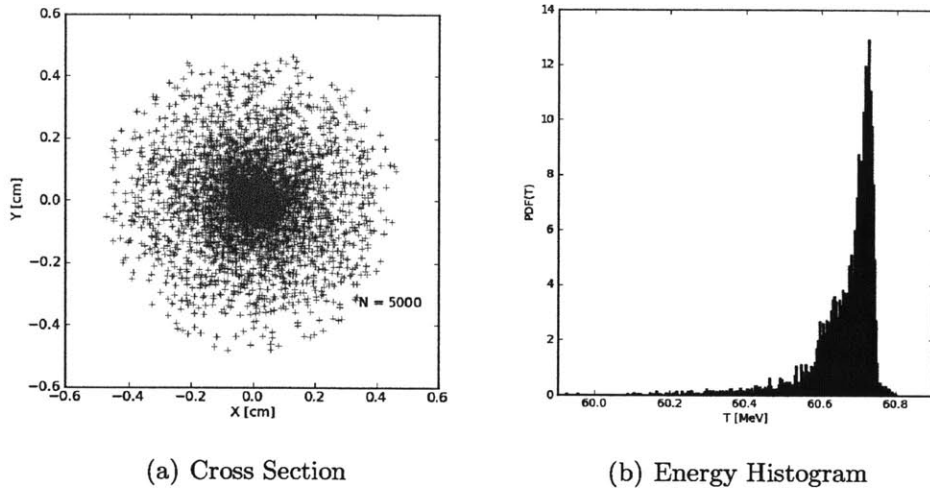 0.6
0.4
0.2
0.0
−0.2
−0.4
−0.6
Y [cm]
N = 5000
−0.6 −0.4 −0.2 0.0 0.2 0.4 0.6
X [cm]
14
12
10
8
6
4
2
0
PDF(T)
60.0 60.2 60.4 60.6 60.8
T [MeV]
(a) Cross Section
(b) Energy Histogram